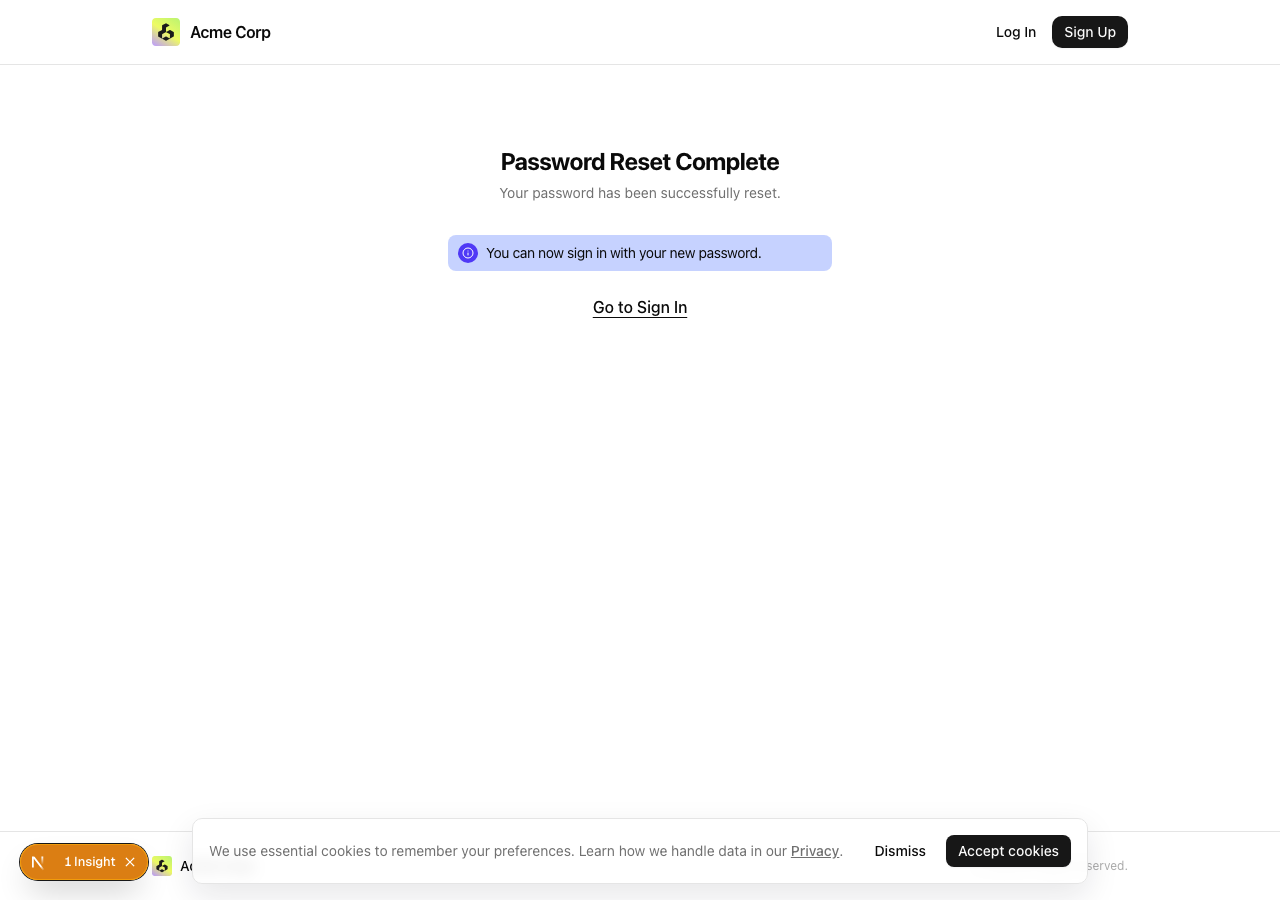 Acme Corp
Log In
Sign Up
Password Reset Complete
Your password has been successfully reset.
You can now sign in with your new password.
Go to Sign In
We use essential cookies to remember your preferences. Learn how we handle data in our Privacy.
Dismiss
Accept cookies
1 Insight